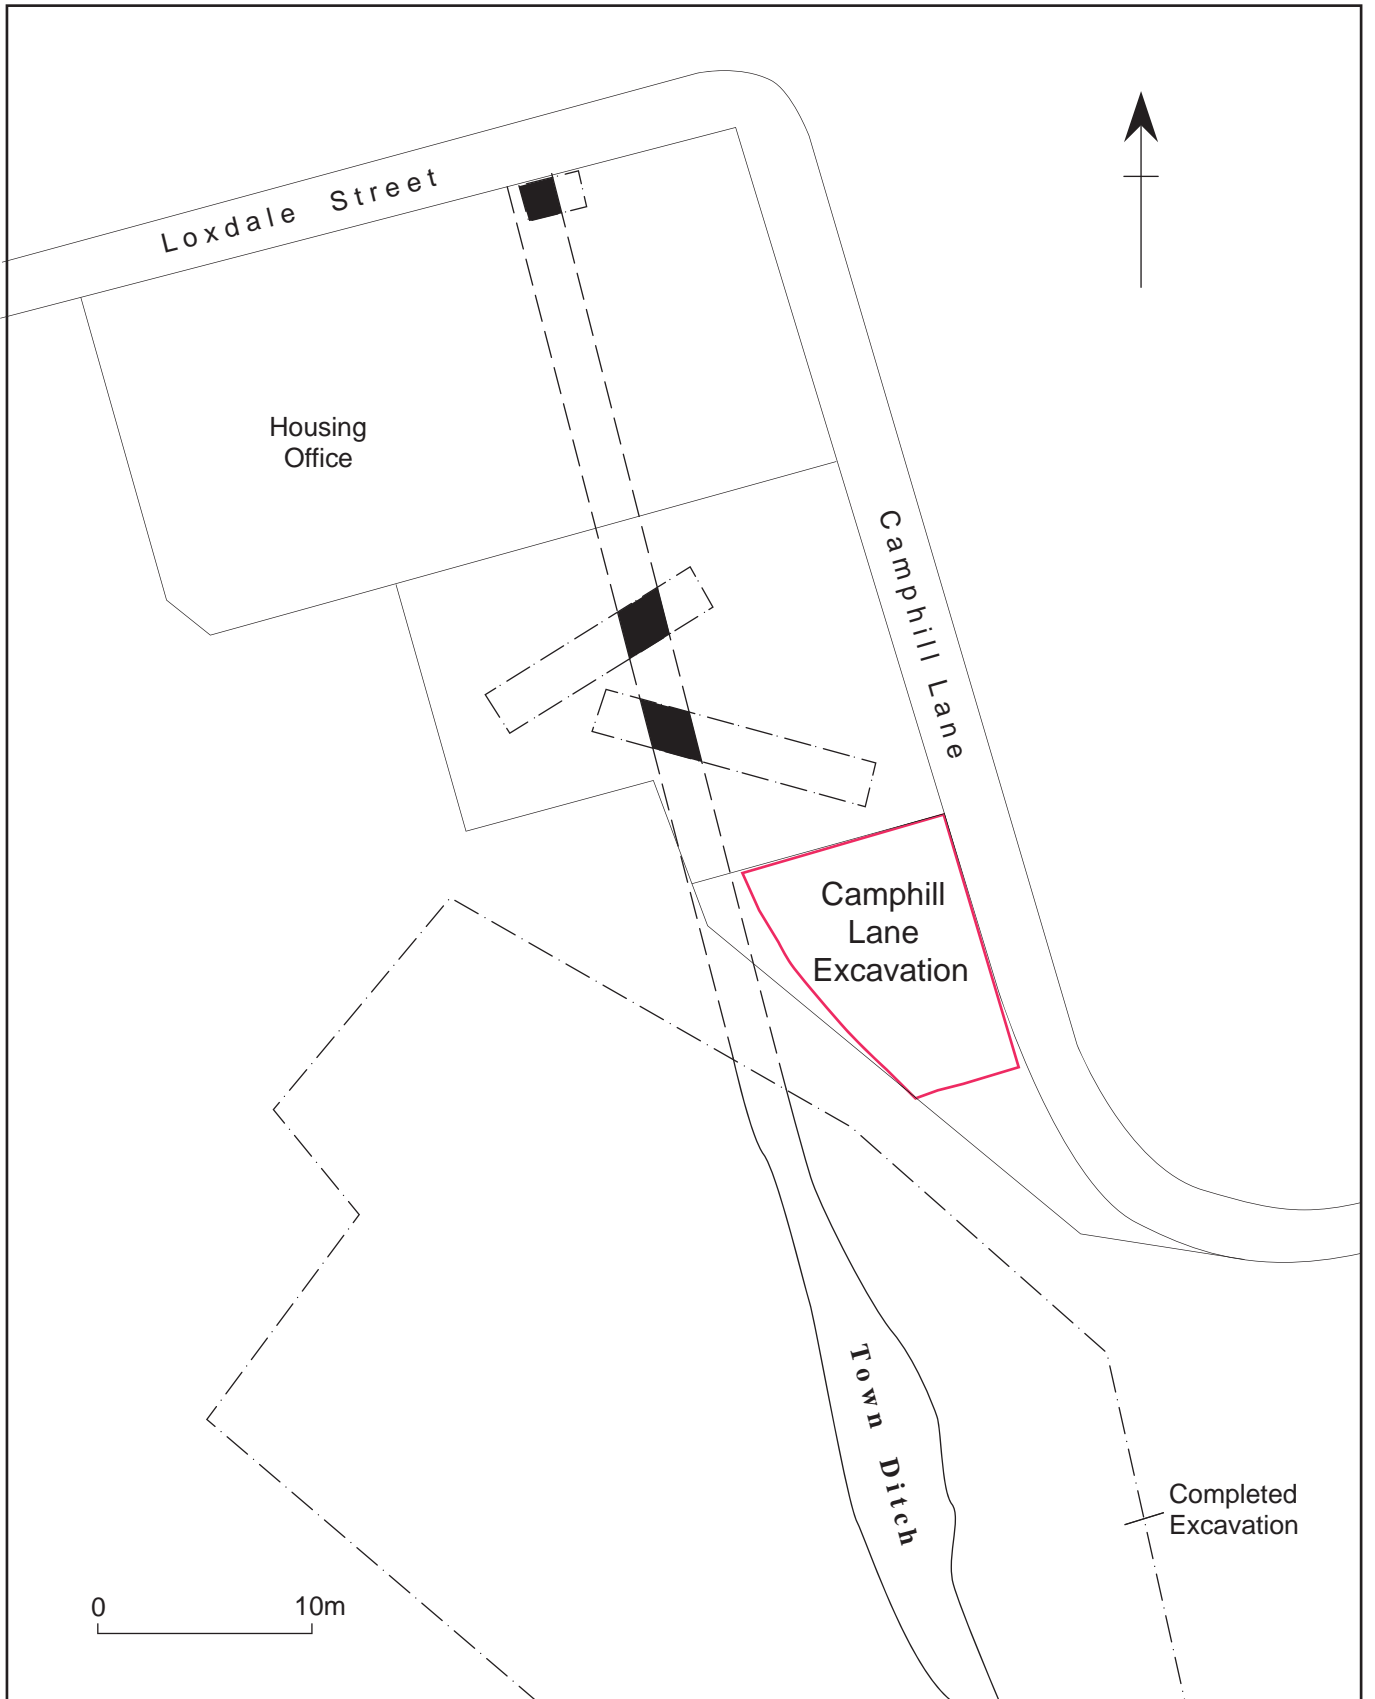 Loxdale Street
Housing
Office
Camphill Lane
Camphill
Lane
Excavation
Town Ditch
Completed
Excavation
0 10m